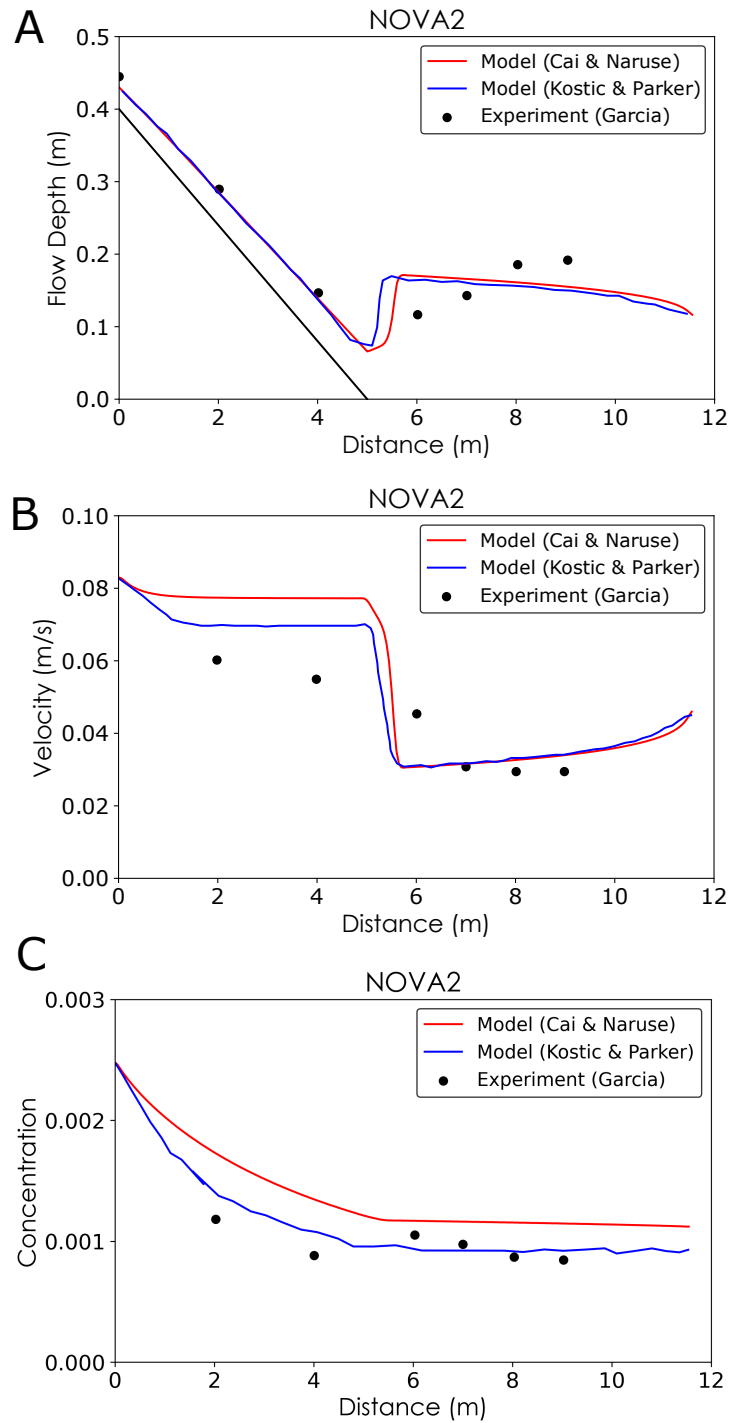 A
NOVA2
Model (Cai & Naruse)
Model (Kostic & Parker)
Experiment (Garcia)
Flow Depth (m)
0.5
0.4
0.3
0.2
0.1
0.0
0 2 4 6 8 10 12
Distance (m)
B
NOVA2
Model (Cai & Naruse)
Model (Kostic & Parker)
Experiment (Garcia)
Velocity (m/s)
0.10
0.08
0.06
0.04
0.02
0.00
0 2 4 6 8 10 12
Distance (m)
C
NOVA2
Model (Cai & Naruse)
Model (Kostic & Parker)
Experiment (Garcia)
Concentration
0.003
0.002
0.001
0.000
0 2 4 6 8 10 12
Distance (m)